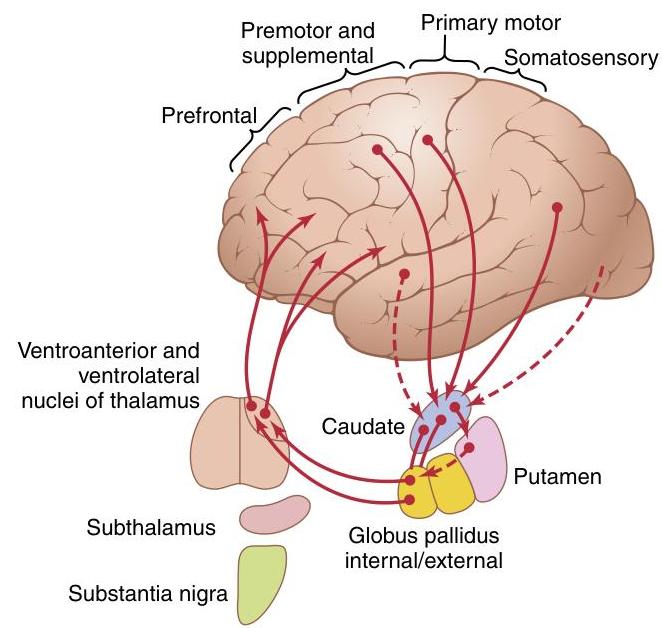 Premotor and
supplemental
Primary motor
Somatosensory
Prefrontal
Ventroanterior and
ventrolateral
nuclei of thalamus
Caudate
Putamen
Subthalamus
Globus pallidus
internal/external
Substantia nigra